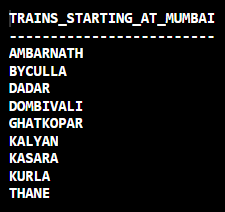 TRAINS_STARTING_AT_MUMBAI
-------------------------
AMBARNATH
BYCULLA
DADAR
DOMBIVALI
GHATKOPAR
KALYAN
KASARA
KURLA
THANE